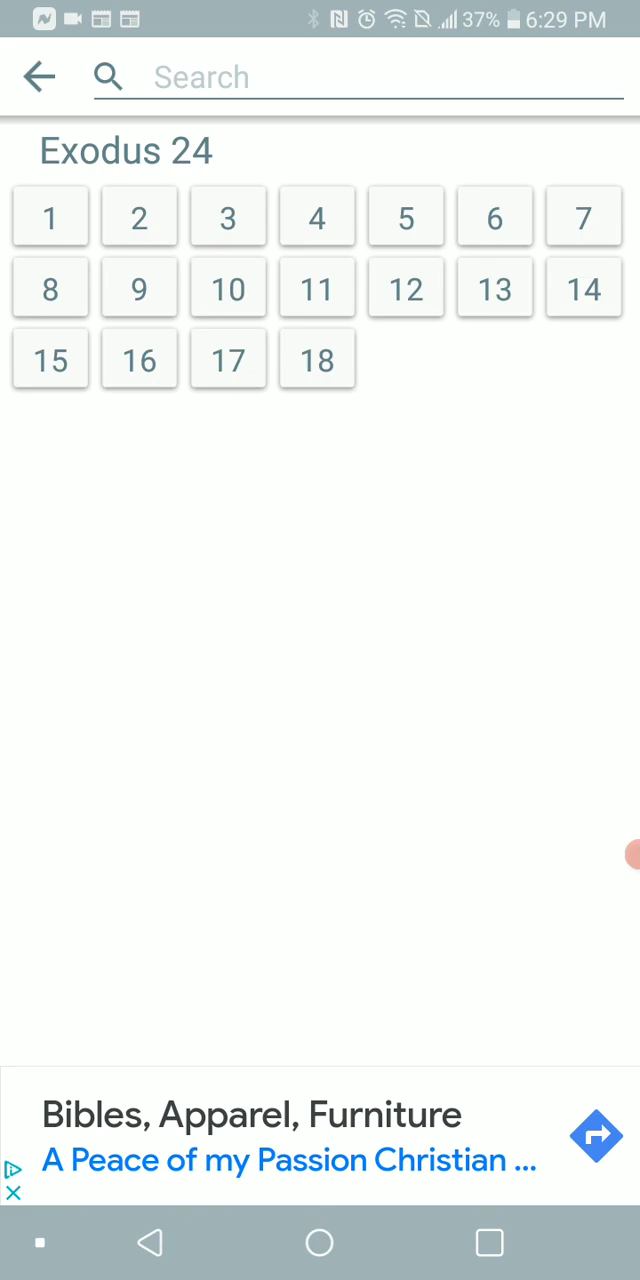 37% 6:29 PM
Search
Exodus 24
1 2 3 4 5 6 7
8 9 10 11 12 13 14
15 16 17 18
Bibles, Apparel, Furniture
A Peace of my Passion Christian ...